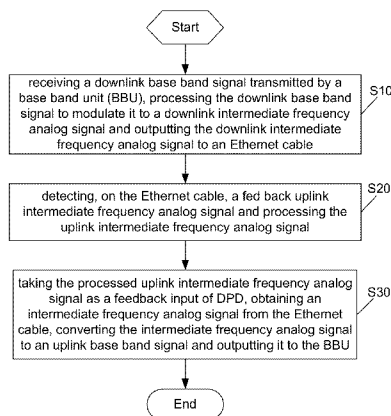 Start
receiving a downlink base band signal transmitted by a
base band unit (BBU), processing the downlink base band
signal to modulate it to a downlink intermediate frequency
analog signal and outputting the downlink intermediate
frequency analog signal to an Ethernet cable
S10
detecting, on the Ethernet cable, a fed back uplink
intermediate frequency analog signal and processing the
uplink intermediate frequency analog signal
S20
taking the processed uplink intermediate frequency analog
signal as a feedback input of DPD, obtaining an
intermediate frequency analog signal from the Ethernet
cable, converting the intermediate frequency analog signal
to an uplink base band signal and outputting it to the BBU
S30
End